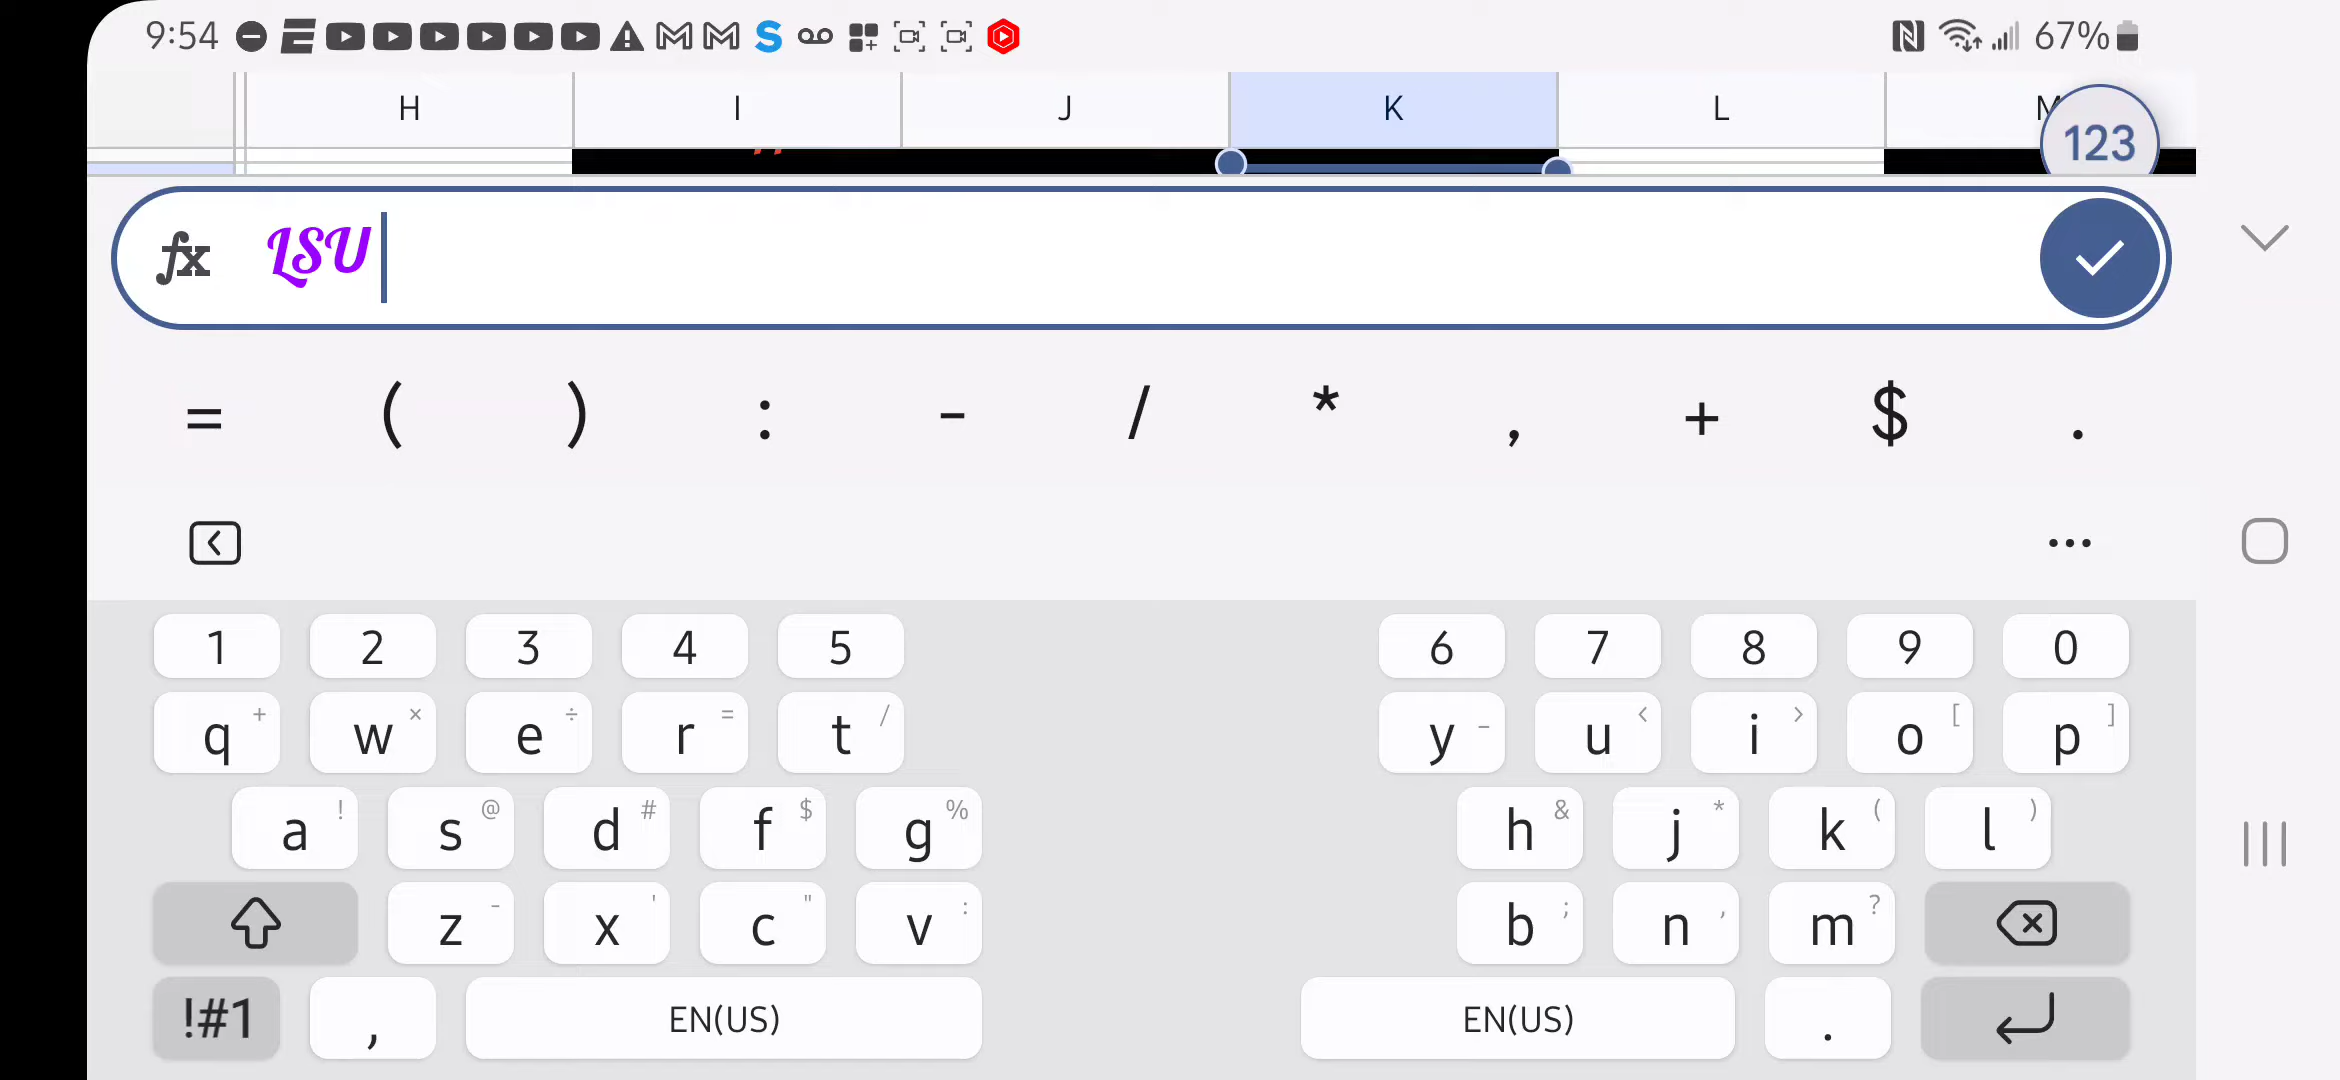 9:54 67%
H I J K L M
123
fx LSU
= ( ) : - / * , + $ .
1 2 3 4 5 6 7 8 9 0
q + w × e ÷ r = t / y - u < i > o [ p ]
a ! s @ d # f $ g % h & j * k ( l )
z - x ' c " v : b ; n , m ?
!#1 , EN(US) EN(US) .